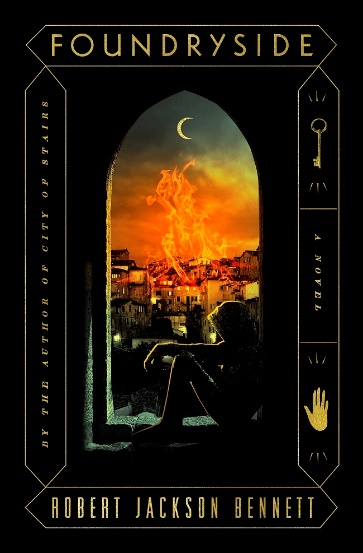 FOUNDRYSIDE
BY THE AUTHOR OF CITY OF STAIRS
A NOVEL
ROBERT JACKSON BENNETT